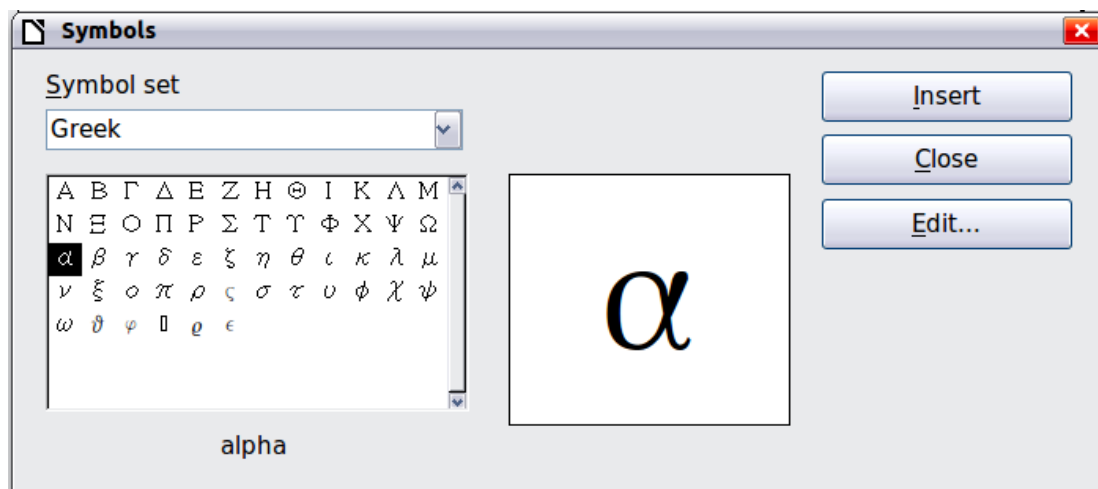 Symbols
Symbol set
Greek
Α Β Γ Δ Ε Ζ Η Θ Ι Κ Λ Μ
Ν Ξ Ο Π Ρ Σ Τ Υ Φ Χ Ψ Ω
α β γ δ ε ζ η θ ι κ λ μ
ν ξ ο π ρ ς σ τ υ φ χ ψ
ω ϑ φ ▯ ϱ ϵ
alpha
α
Insert
Close
Edit...